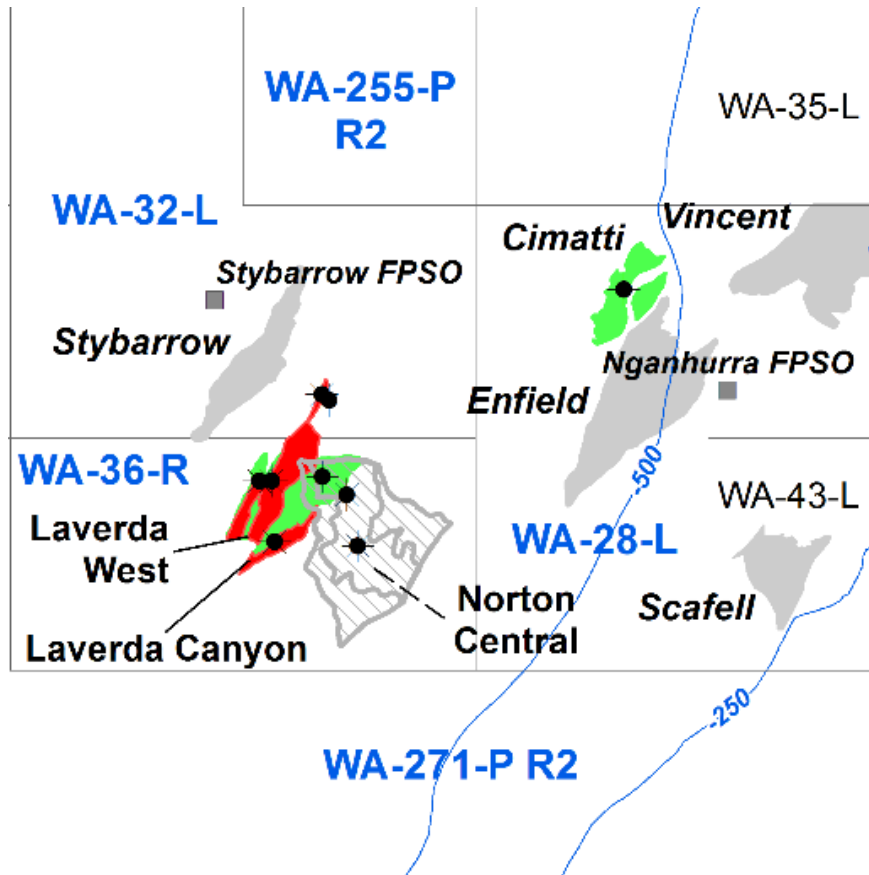 WA-255-P
R2
WA-35-L
WA-32-L
Vincent
Cimatti
Stybarrow FPSO
Stybarrow
Nganhurra FPSO
Enfield
WA-36-R
-500
WA-43-L
Laverda
West
WA-28-L
Norton
Central
Scafell
Laverda Canyon
-250
WA-271-P R2